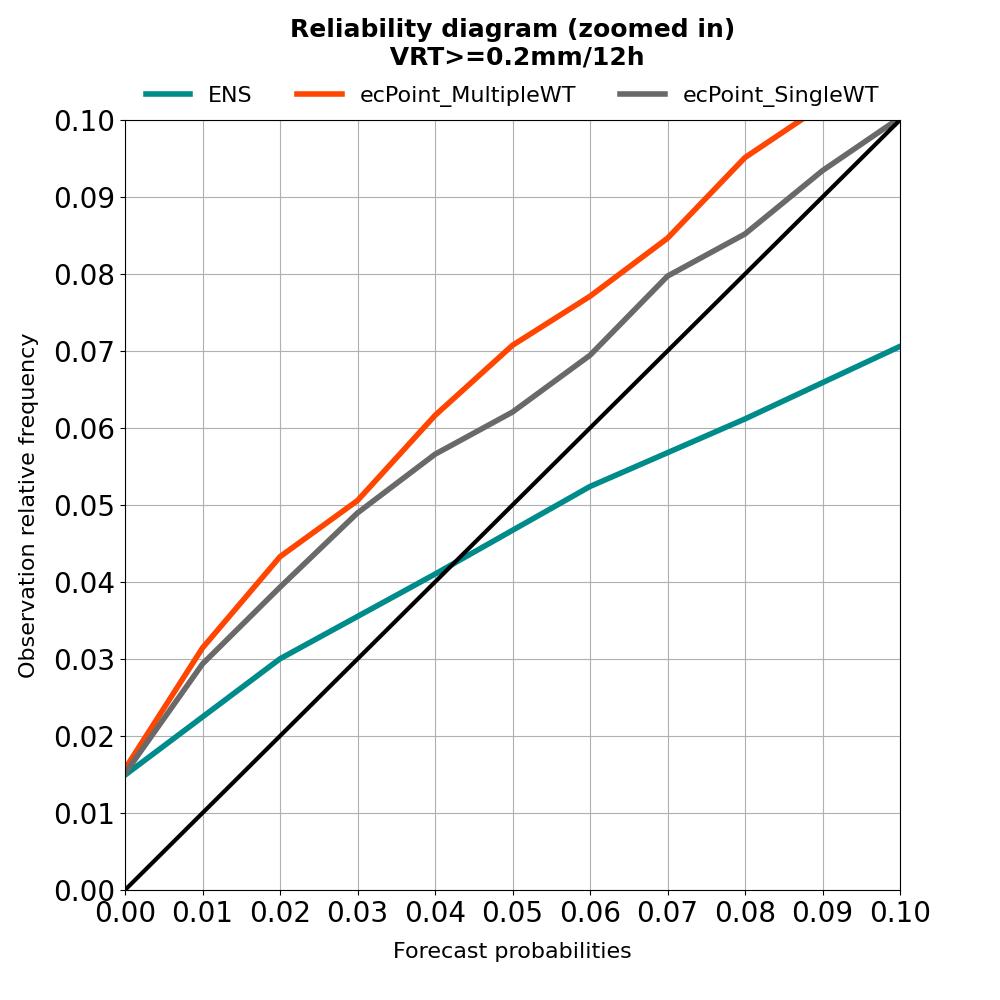 Reliability diagram (zoomed in)
VRT>=0.2mm/12h
ENS ecPoint_MultipleWT ecPoint_SingleWT
0.10
0.09
0.08
0.07
0.06
0.05
0.04
0.03
0.02
0.01
0.00
Observation relative frequency
0.00 0.01 0.02 0.03 0.04 0.05 0.06 0.07 0.08 0.09 0.10
Forecast probabilities